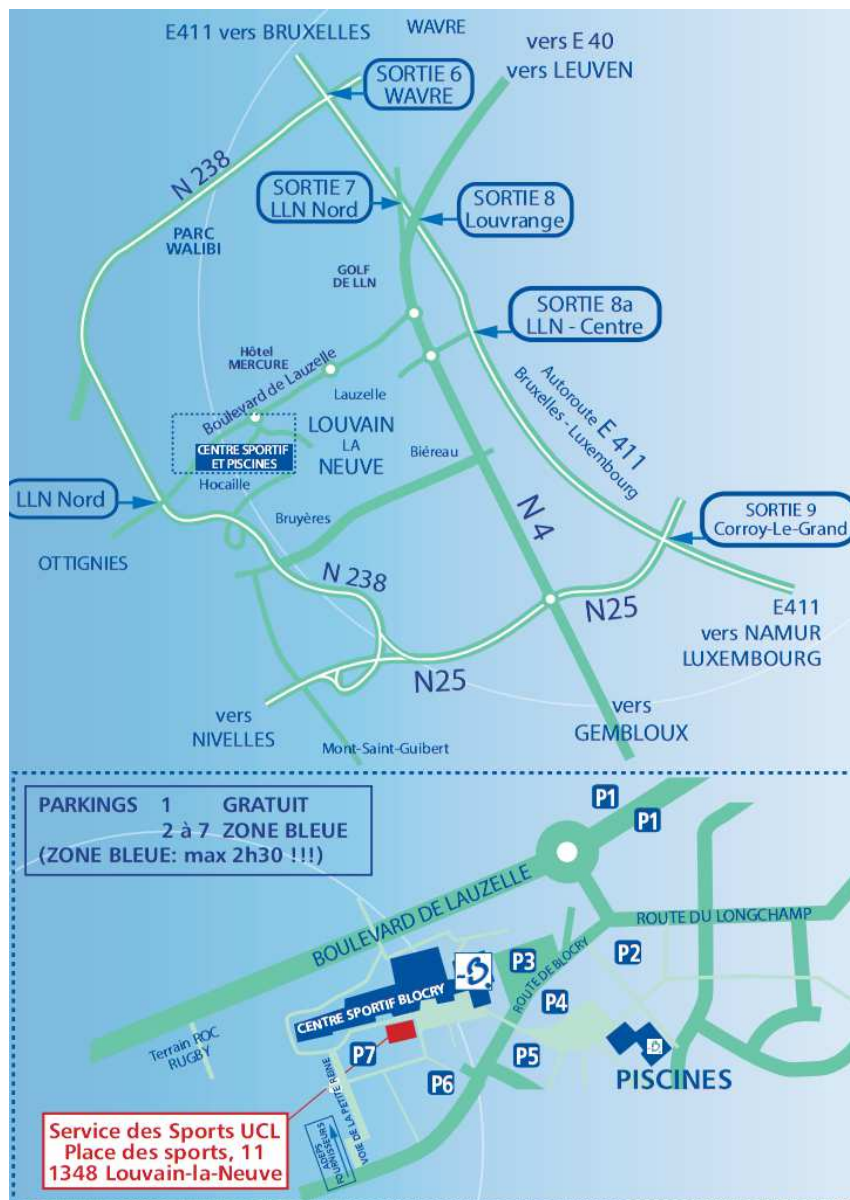 E411 vers BRUXELLES
WAVRE
vers E 40
vers LEUVEN
SORTIE 6
WAVRE
N 238
SORTIE 7
LLN Nord
SORTIE 8
Louvrange
PARC
WALIBI
GOLF
DE LLN
SORTIE 8a
LLN - Centre
Hôtel
MERCURE
Boulevard de Lauzelle
Lauzelle
Autoroute E 411
Bruxelles - Luxembourg
LOUVAIN
LA
NEUVE
CENTRE SPORTIF
ET PISCINES
Biéreau
Hocaille
LLN Nord
Bruyères
N4
SORTIE 9
Corroy-Le-Grand
OTTIGNIES
N 238
N25
E411
vers NAMUR
LUXEMBOURG
N25
vers
NIVELLES
vers
GEMBLOUX
Mont-Saint-Guibert
PARKINGS 1 GRATUIT
2 à 7 ZONE BLEUE
(ZONE BLEUE: max 2h30 !!!)
P1
P1
BOULEVARD DE LAUZELLE
ROUTE DU LONGCHAMP
P2
P3
ROUTE DE BLOCRY
B
P4
CENTRE SPORTIF BLOCRY
Terrain ROC
RUGBY
P7
P5
B
P6
PISCINES
VOIE DE LA PETITE REINE
ADEPS
FOURNISSEURS
Service des Sports UCL
Place des sports, 11
1348 Louvain-la-Neuve